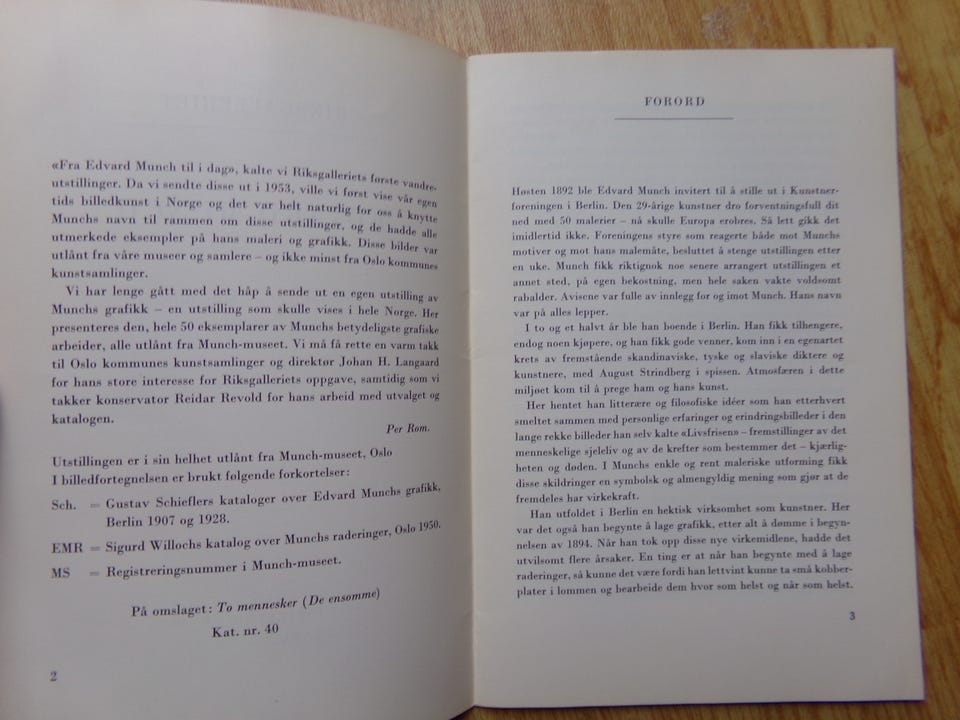 «Fra Edvard Munch til i dag», kalte vi Riksgalleriets første vandre-
utstillinger. Da vi sendte disse ut i 1953, ville vi først vise vår egen
tids billedkunst i Norge og det var helt naturlig for oss å knytte
Munchs navn til rammen om disse utstillinger, og de hadde alle
utmerkede eksempler på hans maleri og grafikk. Disse bilder var
utlånt fra våre museer og samlere – og ikke minst fra Oslo kommunes
kunstsamlinger.
Vi har lenge gått med det håp å sende ut en egen utstilling av
Munchs grafikk – en utstilling som skulle vises i hele Norge. Her
presenteres den, hele 50 eksemplarer av Munchs betydeligste grafiske
arbeider, alle utlånt fra Munch-museet. Vi må få rette en varm takk
til Oslo kommunes kunstsamlinger og direktør Johan H. Langaard
for hans store interesse for Riksgalleriets oppgave, samtidig som vi
takker konservator Reidar Revold for hans arbeid med utvalget og
katalogen.
Per Rom.
Utstillingen er i sin helhet utlånt fra Munch-museet, Oslo
I billedfortegnelsen er brukt følgende forkortelser:
Sch. = Gustav Schieflers kataloger over Edvard Munchs grafikk,
Berlin 1907 og 1928.
EMR = Sigurd Willochs katalog over Munchs raderinger, Oslo 1950.
MS = Registreringsnummer i Munch-museet.
På omslaget: To mennesker (De ensomme)
Kat. nr. 40
2
FORORD
Høsten 1892 ble Edvard Munch invitert til å stille ut i Kunstner-
foreningen i Berlin. Den 29-årige kunstner dro forventningsfull dit
ned med 50 malerier – nå skulle Europa erobres. Så lett gikk det
imidlertid ikke. Foreningens styre som reagerte både mot Munchs
motiver og mot hans malemåte, besluttet å stenge utstillingen etter
en uke. Munch fikk riktignok noe senere arrangert utstillingen et
annet sted, på egen bekostning, men hele saken vakte voldsomt
rabalder. Avisene var fulle av innlegg for og imot Munch. Hans navn
var på alles lepper.
I to og et halvt år ble han boende i Berlin. Han fikk tilhengere,
endog noen kjøpere, og han fikk gode venner, kom inn i en egenartet
krets av fremstående skandinaviske, tyske og slaviske diktere og
kunstnere, med August Strindberg i spissen. Atmosfæren i dette
miljøet kom til å prege ham og hans kunst.
Her hentet han litterære og filosofiske idéer som han etterhvert
smeltet sammen med personlige erfaringer og erindringsbilleder i den
lange rekke billeder han selv kalte «Livsfrisen» – fremstillinger av det
menneskelige sjeleliv og av de krefter som bestemmer det – kjærlig-
heten og døden. I Munchs enkle og rent maleriske utforming fikk
disse skildringer en symbolsk og almengyldig mening som gjør at de
fremdeles har virkekraft.
Han utfoldet i Berlin en hektisk virksomhet som kunstner. Her
var det også han begynte å lage grafikk, etter alt å dømme i begyn-
nelsen av 1894. Når han tok opp disse nye virkemidlene, hadde det
utvilsomt flere årsaker. En ting er at når han begynte med å lage
raderinger, så kunne det være fordi han lettvint kunne ta «små kobber-
plater i lommen og bearbeide dem hvor som helst og når som helst.
3